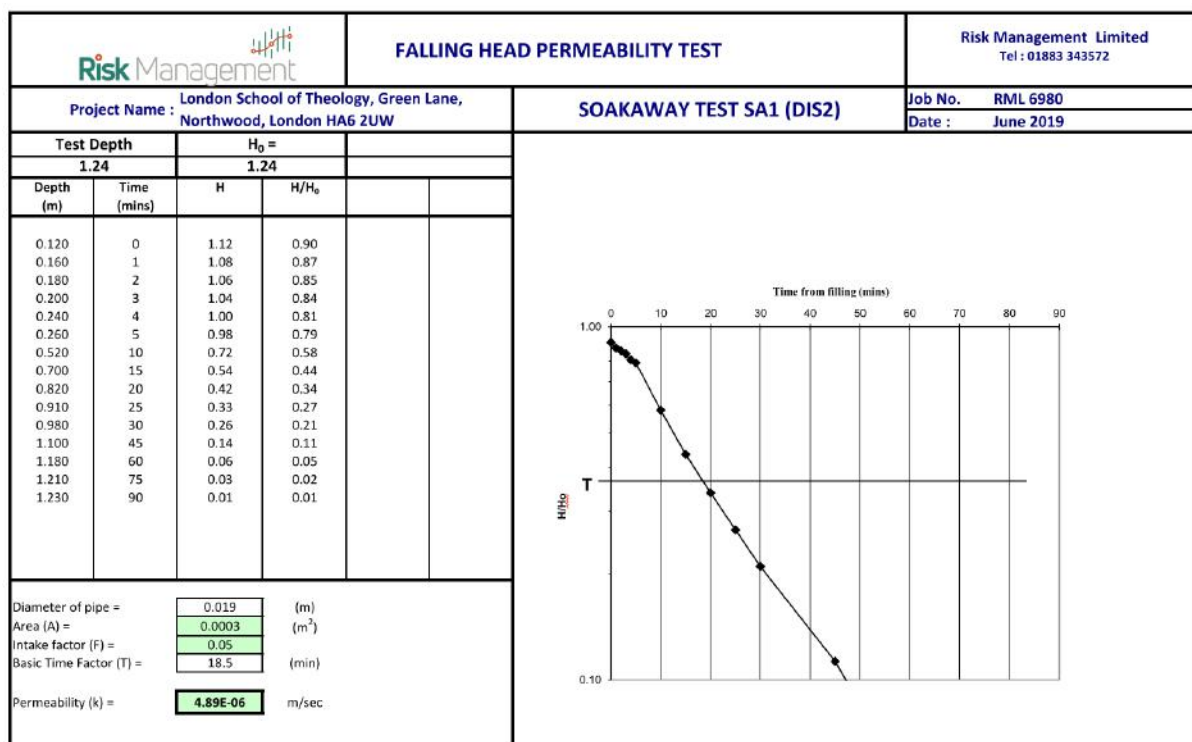 Risk Management
FALLING HEAD PERMEABILITY TEST
Risk Management Limited
Tel : 01883 343572
Project Name : London School of Theology, Green Lane,
Northwood, London HA6 2UW
SOAKAWAY TEST SA1 (DIS2)
Job No. RML 6980
Date : June 2019
Test Depth H₀ =
1.24 1.24
Depth Time H H/H₀
(m) (mins)
0.120 0 1.12 0.90
0.160 1 1.08 0.87
0.180 2 1.06 0.85
0.200 3 1.04 0.84
0.240 4 1.00 0.81
0.260 5 0.98 0.79
0.520 10 0.72 0.58
0.700 15 0.54 0.44
0.820 20 0.42 0.34
0.910 25 0.33 0.27
0.980 30 0.26 0.21
1.100 45 0.14 0.11
1.180 60 0.06 0.05
1.210 75 0.03 0.02
1.230 90 0.01 0.01
Diameter of pipe = 0.019 (m)
Area (A) = 0.0003 (m²)
Intake factor (F) = 0.05
Basic Time Factor (T) = 18.5 (min)
Permeability (k) = 4.89E-06 m/sec
Time from filling (mins)
0 10 20 30 40 50 60 70 80 90
1.00
T
H/Ho
0.10